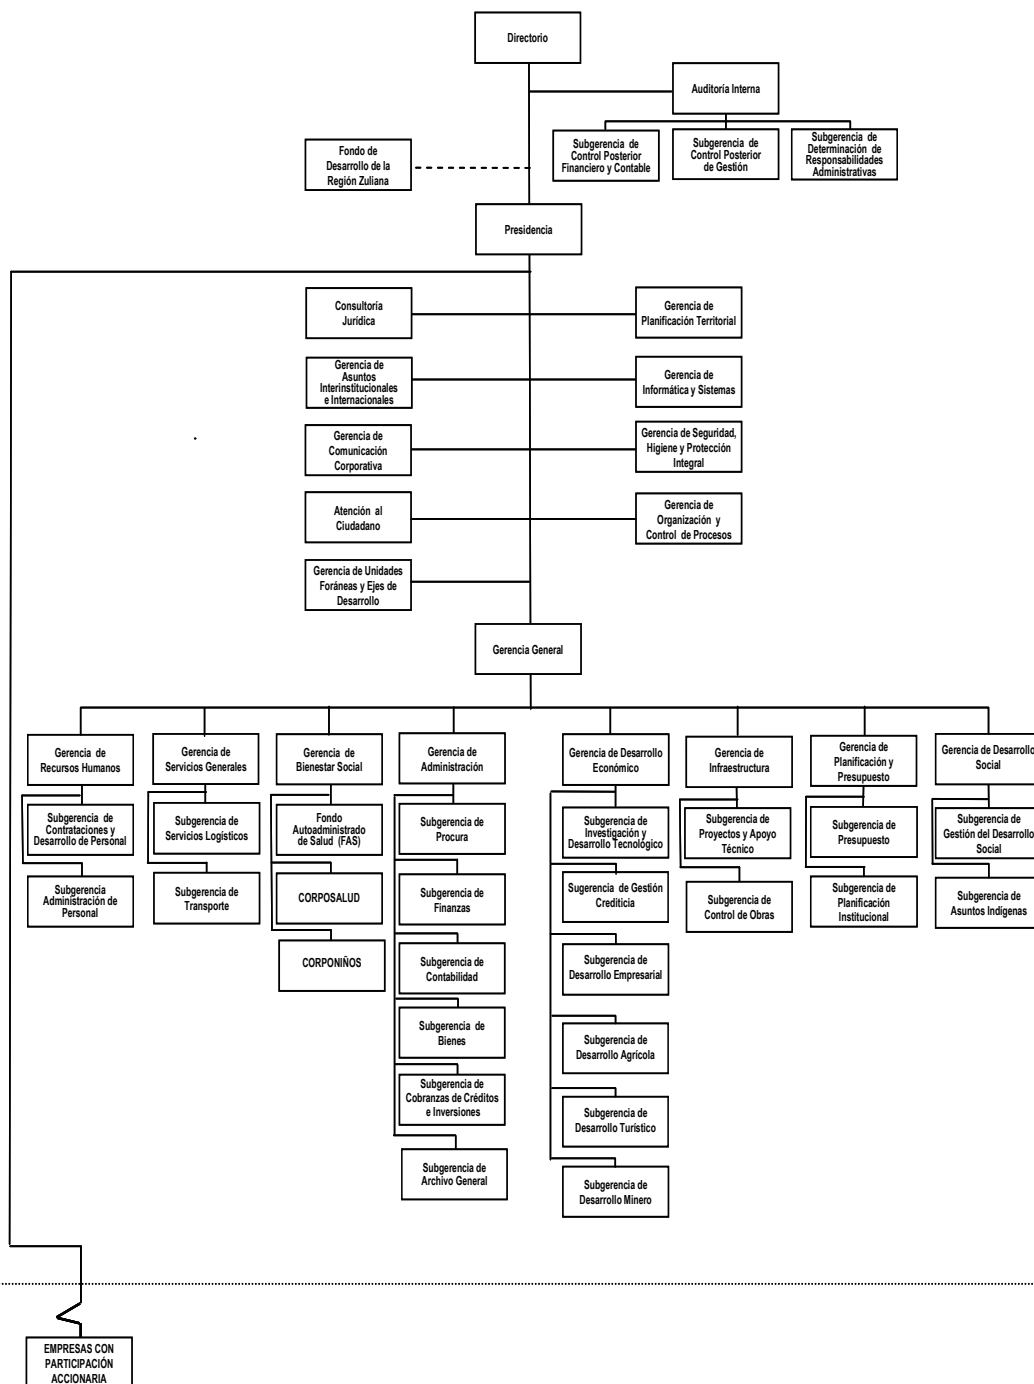 Directorio
Auditoría Interna
Subgerencia de
Control Posterior
Financiero y Contable
Subgerencia de
Control Posterior
de Gestión
Subgerencia de
Determinación de
Responsabilidades
Administrativas
Fondo de
Desarrollo de la
Región Zuliana
Presidencia
Consultoría
Jurídica
Gerencia de
Planificación Territorial
Gerencia de
Asuntos
Interinstitucionales
e Internacionales
Gerencia de
Informática y Sistemas
Gerencia de
Comunicación
Corporativa
Gerencia de Seguridad,
Higiene y Protección
Integral
Atención al
Ciudadano
Gerencia de
Organización y
Control de Procesos
Gerencia de Unidades
Foráneas y Ejes de
Desarrollo
Gerencia General
Gerencia de
Recursos Humanos
Gerencia de
Servicios Generales
Gerencia de
Bienestar Social
Gerencia de
Administración
Gerencia de Desarrollo
Económico
Gerencia de
Infraestructura
Gerencia de
Planificación y
Presupuesto
Gerencia de Desarrollo
Social
Subgerencia de
Contrataciones y
Desarrollo de Personal
Subgerencia de
Servicios Logísticos
Fondo
Autoadministrado
de Salud (FAS)
Subgerencia de
Procura
Subgerencia de
Investigación y
Desarrollo Tecnológico
Subgerencia de
Proyectos y Apoyo
Técnico
Subgerencia de
Presupuesto
Subgerencia de
Gestión del Desarrollo
Social
Subgerencia
Administración de
Personal
Subgerencia de
Transporte
CORPOSALUD
Subgerencia de
Finanzas
Sugerencia de Gestión
Crediticia
Subgerencia de
Control de Obras
Subgerencia de
Planificación
Institucional
Subgerencia de
Asuntos Indígenas
CORPONIÑOS
Subgerencia de
Contabilidad
Subgerencia de
Desarrollo Empresarial
Subgerencia de
Bienes
Subgerencia de
Desarrollo Agrícola
Subgerencia de
Cobranzas de Créditos
e Inversiones
Subgerencia de
Desarrollo Turístico
Subgerencia de
Archivo General
Subgerencia de
Desarrollo Minero
EMPRESAS CON
PARTICIPACIÓN
ACCIONARIA